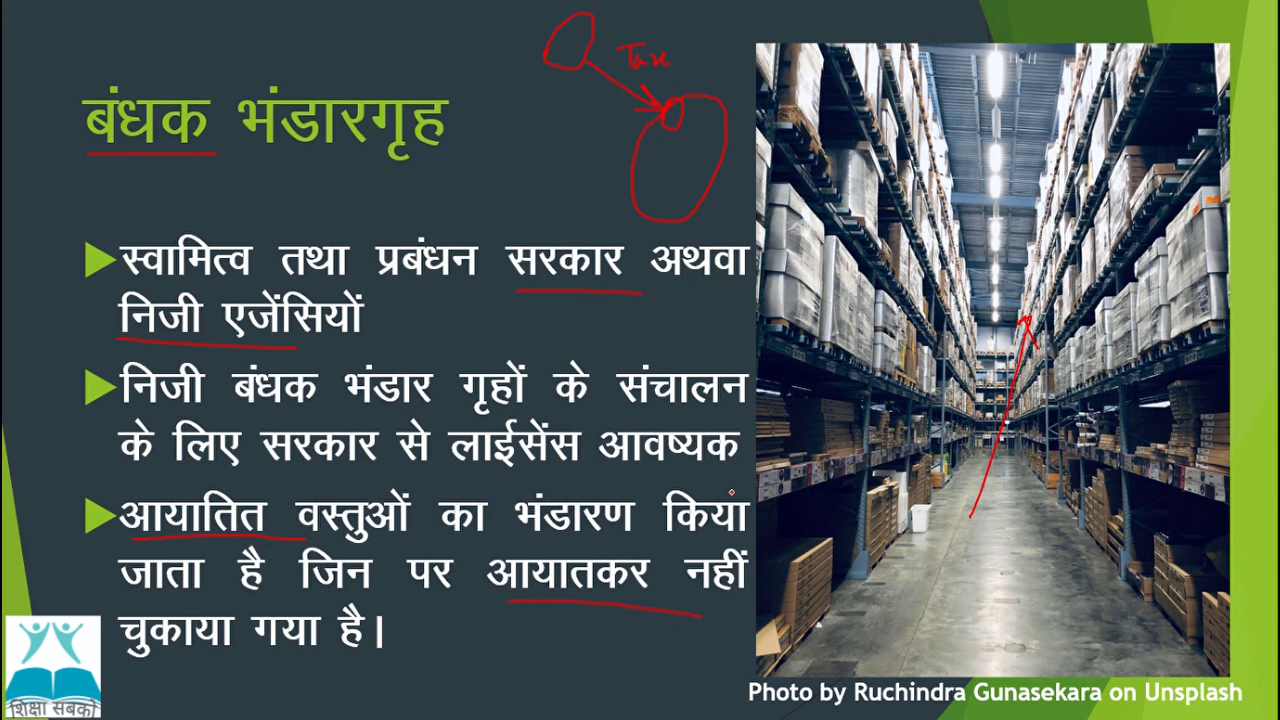 Tax
बंधक भंडारगृह
स्वामित्व तथा प्रबंधन सरकार अथवा
निजी एजेंसियों
निजी बंधक भंडार गृहों के संचालन
के लिए सरकार से लाईसेंस आवष्यक
आयातित वस्तुओं का भंडारण किया
जाता है जिन पर आयातकर नहीं
चुकाया गया है।
शिक्षा सबको
Photo by Ruchindra Gunasekara on Unsplash